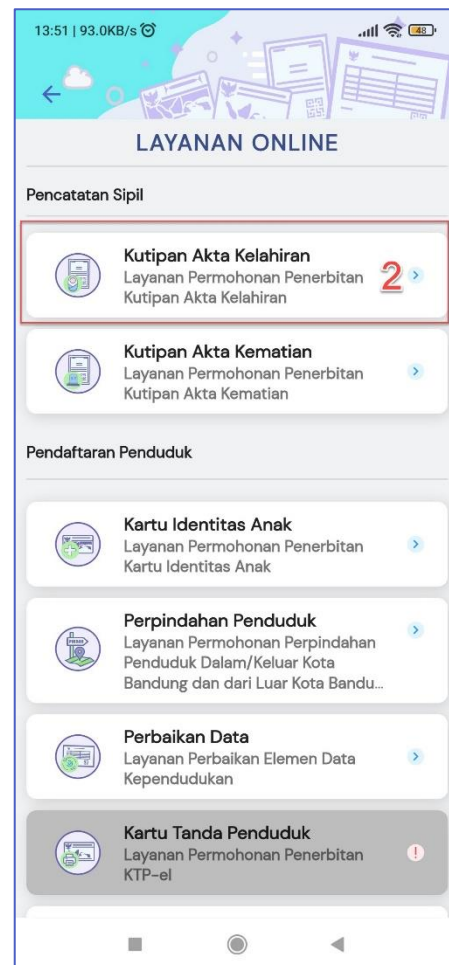 13:51 | 93.0KB/s
48
LAYANAN ONLINE
Pencatatan Sipil
Kutipan Akta Kelahiran
Layanan Permohonan Penerbitan
Kutipan Akta Kelahiran
2
Kutipan Akta Kematian
Layanan Permohonan Penerbitan
Kutipan Akta Kematian
Pendaftaran Penduduk
Kartu Identitas Anak
Layanan Permohonan Penerbitan
Kartu Identitas Anak
Perpindahan Penduduk
Layanan Permohonan Perpindahan
Penduduk Dalam/Keluar Kota
Bandung dan dari Luar Kota Bandu...
Perbaikan Data
Layanan Perbaikan Elemen Data
Kependudukan
Kartu Tanda Penduduk
Layanan Permohonan Penerbitan
KTP-el
!